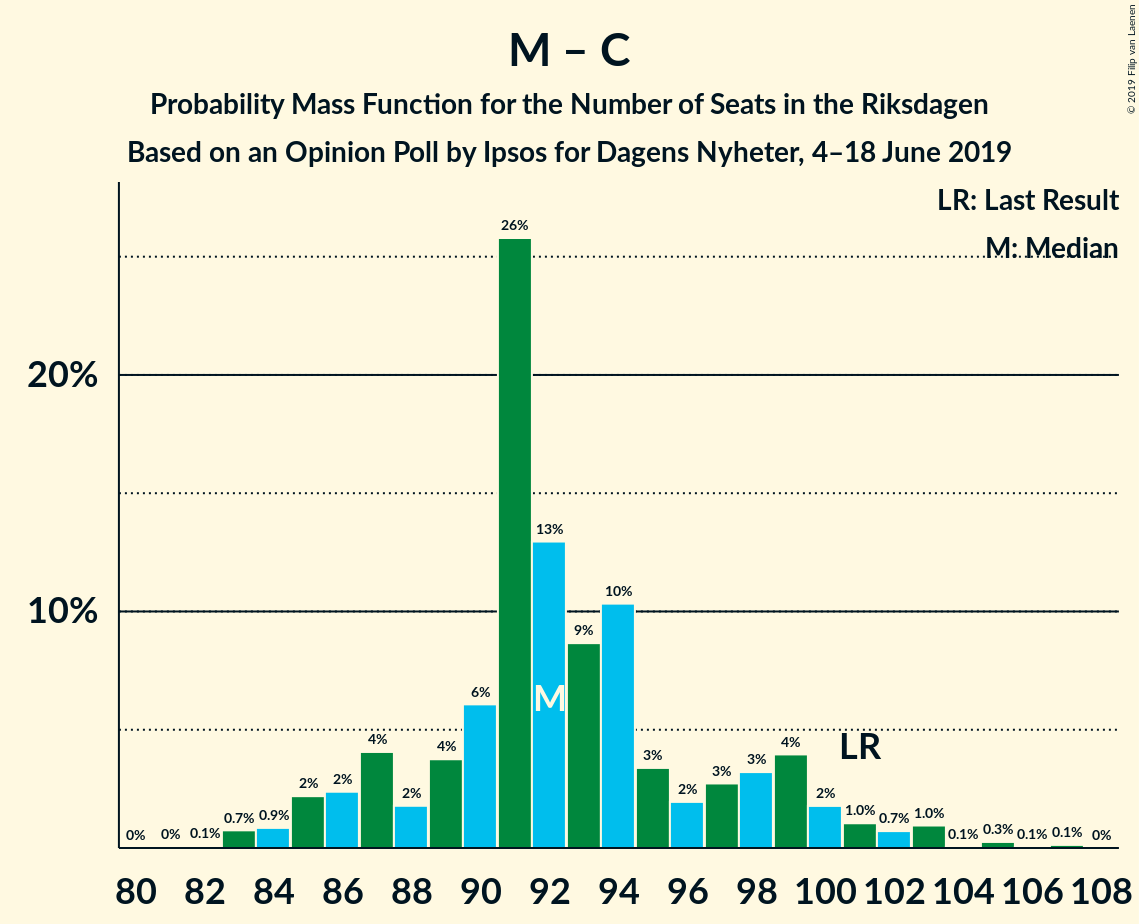 M – C
Probability Mass Function for the Number of Seats in the Riksdagen
Based on an Opinion Poll by Ipsos for Dagens Nyheter, 4–18 June 2019
© 2019 Filip van Laenen
LR: Last Result
M: Median
20%
10%
0% 0% 0.1% 0.7% 0.9% 2% 2% 4% 2% 4% 6% 26% 13% 9% 10% 3% 2% 3% 3% 4% 2% 1.0% 0.7% 1.0% 0.1% 0.3% 0.1% 0.1% 0%
M
LR
80 82 84 86 88 90 92 94 96 98 100 102 104 106 108